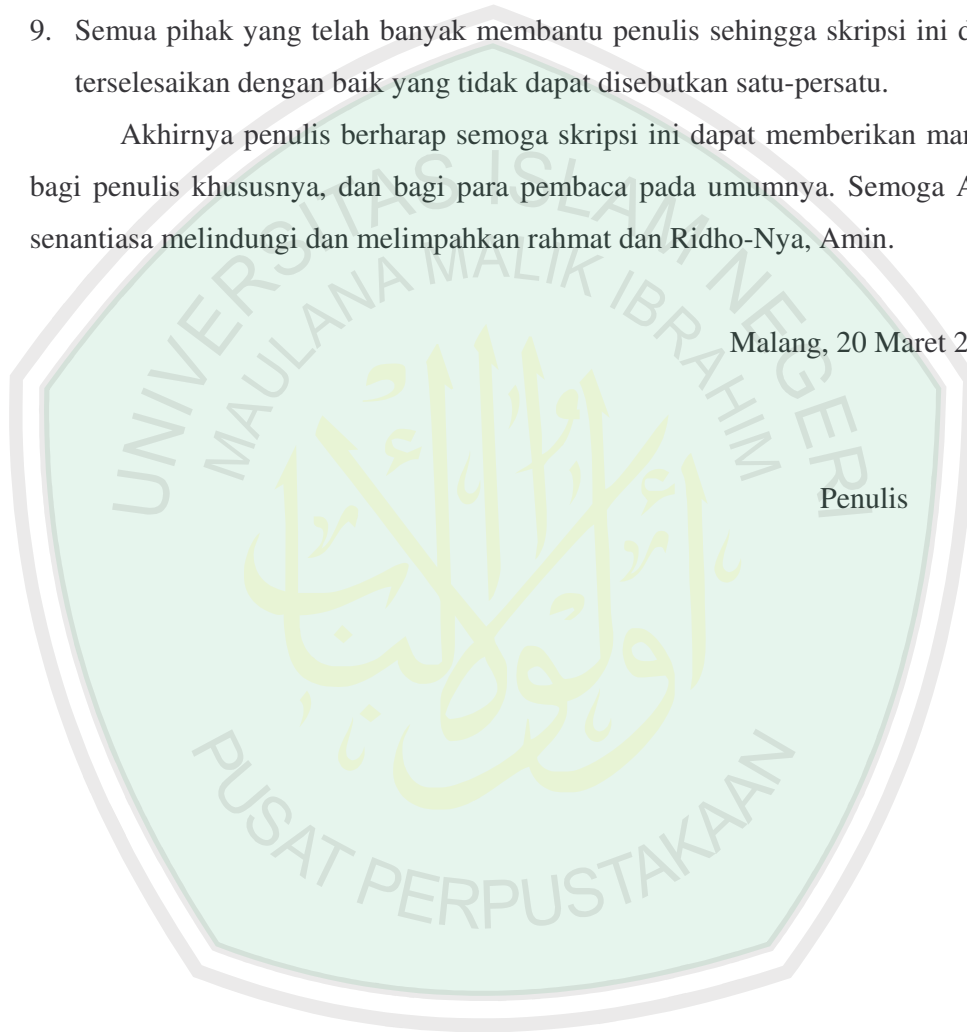 9. Semua pihak yang telah banyak membantu penulis sehingga skripsi ini d
terselesaikan dengan baik yang tidak dapat disebutkan satu-persatu.
Akhirnya penulis berharap semoga skripsi ini dapat memberikan man
bagi penulis khususnya, dan bagi para pembaca pada umumnya. Semoga A
senantiasa melindungi dan melimpahkan rahmat dan Ridho-Nya, Amin.
Malang, 20 Maret 2
Penulis
UNIVERSITAS ISLAM NEGERI
MAULANA MALIK IBRAHIM
أولوا الألباب
PUSAT PERPUSTAKAAN